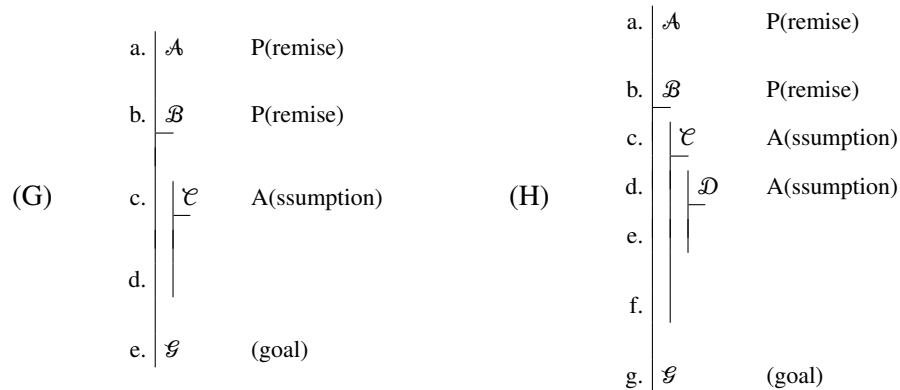 (G)
a. 𝒜 P(remise)
b. ℬ P(remise)
c. 𝒞 A(ssumption)
d.
e. 𝒢 (goal)
(H)
a. 𝒜 P(remise)
b. ℬ P(remise)
c. 𝒞 A(ssumption)
d. 𝒟 A(ssumption)
e.
f.
g. 𝒢 (goal)